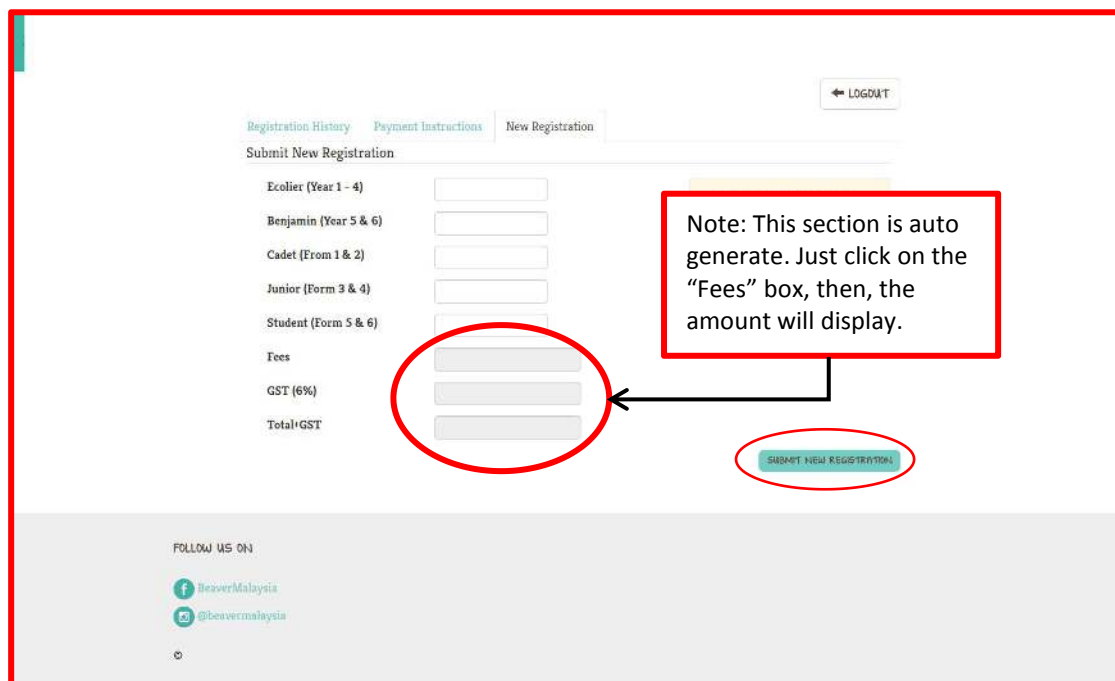 ← LOGOUT
Registration History Payment Instructions New Registration
Submit New Registration
Ecolier (Year 1 - 4)
Benjamin (Year 5 & 6)
Cadet (From 1 & 2)
Junior (Form 3 & 4)
Student (Form 5 & 6)
Fees
GST (6%)
Total+GST
Note: This section is auto
generate. Just click on the
“Fees” box, then, the
amount will display.
SUBMIT NEW REGISTRATION
FOLLOW US ON
BeaverMalaysia
@beavermalaysia
©